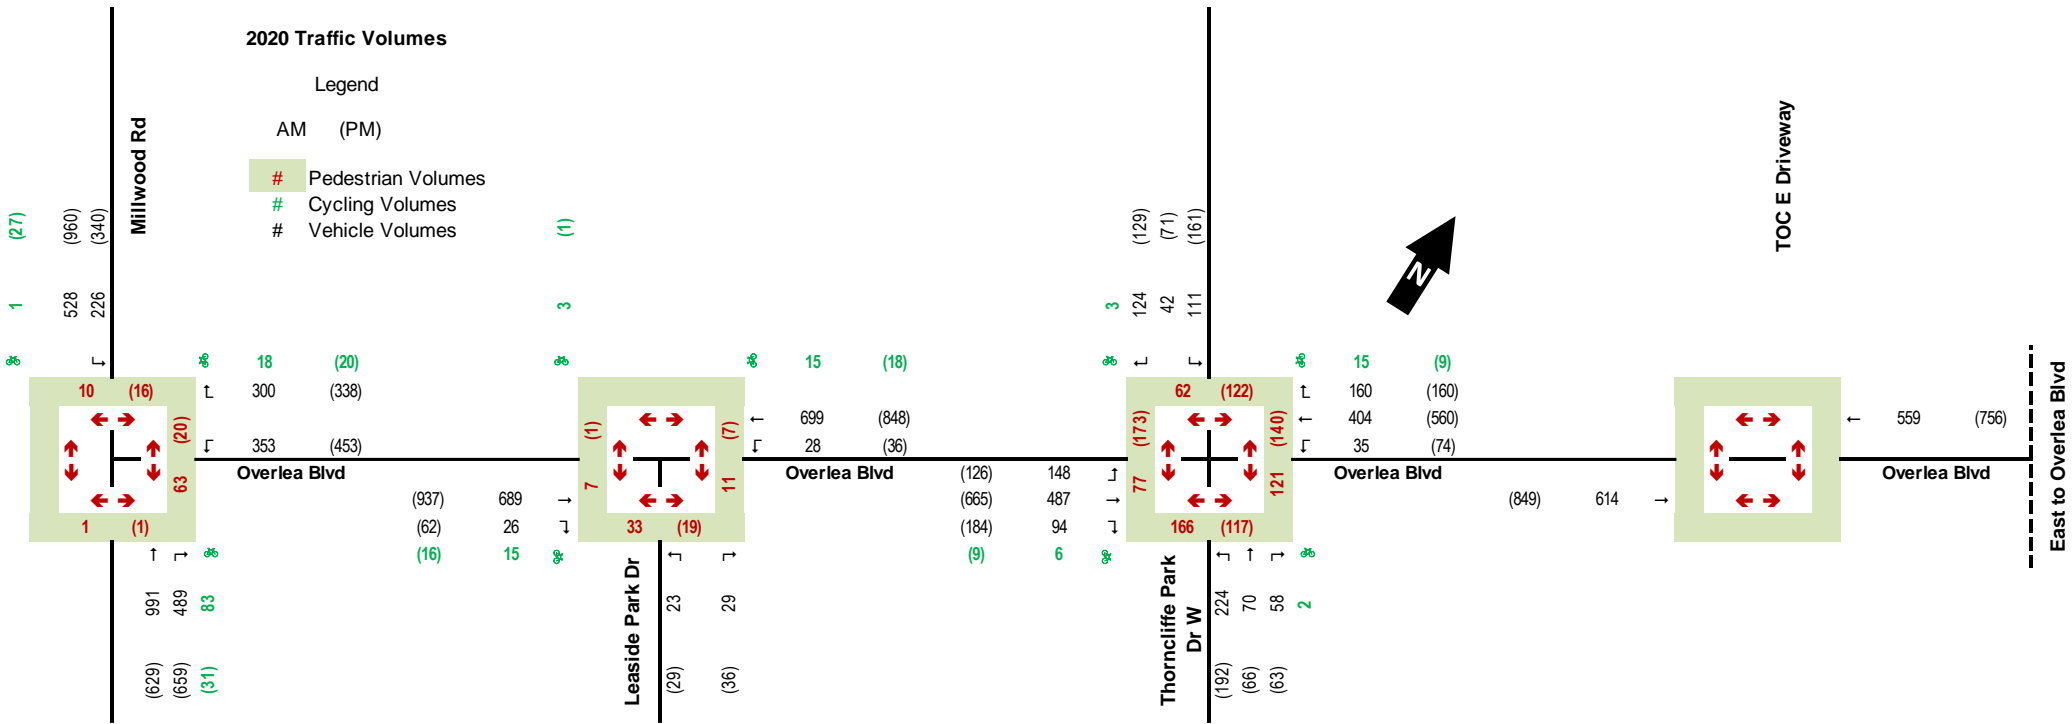 2020 Traffic Volumes
Legend
AM (PM)
# Pedestrian Volumes
# Cycling Volumes
# Vehicle Volumes
Millwood Rd
(27) (960) (340)
1 528 226
18 (20)
10 (16)
300 (338)
(20)
353 (453)
63
Overlea Blvd
1 (1)
991 489 83
(629) (659) (31)
(1)
3
15 (18)
(1) (7)
699 (848)
28 (36)
Overlea Blvd
7 11
(937) 689
(62) 26
33 (19)
(16) 15
Leaside Park Dr
23 29
(29) (36)
(129) (71) (161)
3 124 42 111
15 (9)
62 (122)
160 (160)
(173) (140)
404 (560)
35 (74)
Overlea Blvd
(126) 148
77 121
(665) 487
(184) 94
166 (117)
(9) 6
Thorncliffe Park
Dr W
224 70 58 2
(192) (66) (63)
N
TOC E Driveway
559 (756)
Overlea Blvd
(849) 614
East to Overlea Blvd